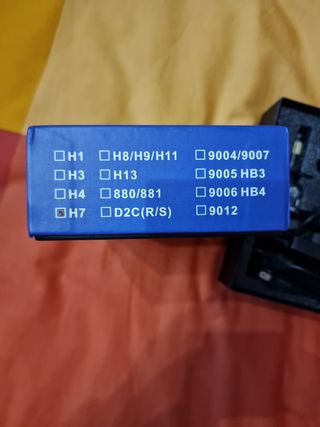 H1 H8/H9/H11 9004/9007
H3 H13 9005 HB3
H4 880/881 9006 HB4
H7 D2C(R/S) 9012